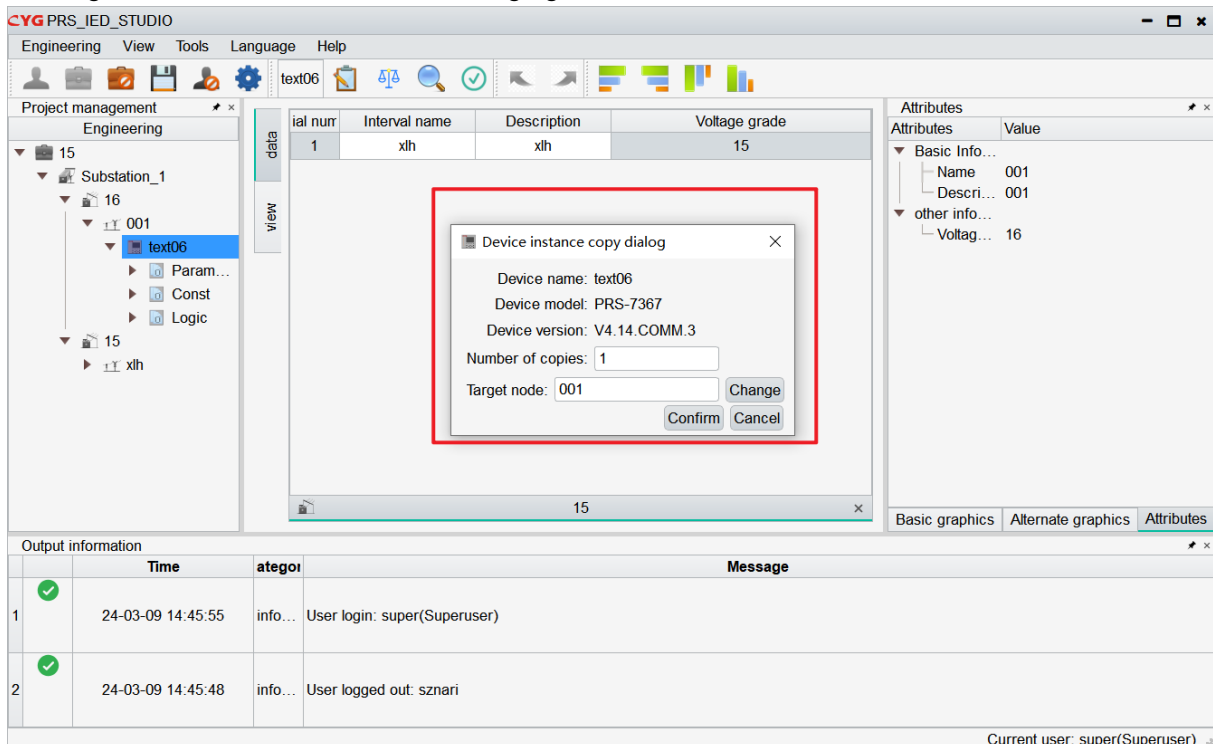 CYG PRS_IED_STUDIO
Engineering View Tools Language Help
text06
Project management
Engineering
15
Substation_1
16
001
text06
Param...
Const
Logic
15
xlh
data
view
ial num Interval name Description Voltage grade
1 xlh xlh 15
Device instance copy dialog
Device name: text06
Device model: PRS-7367
Device version: V4.14.COMM.3
Number of copies: 1
Target node: 001 Change
Confirm Cancel
15
Attributes
Attributes Value
Basic Info...
Name 001
Descri... 001
other info...
Voltag... 16
Basic graphics Alternate graphics Attributes
Output information
Time ategor Message
1 24-03-09 14:45:55 info... User login: super(Superuser)
2 24-03-09 14:45:48 info... User logged out: sznari
Current user: super(Superuser)